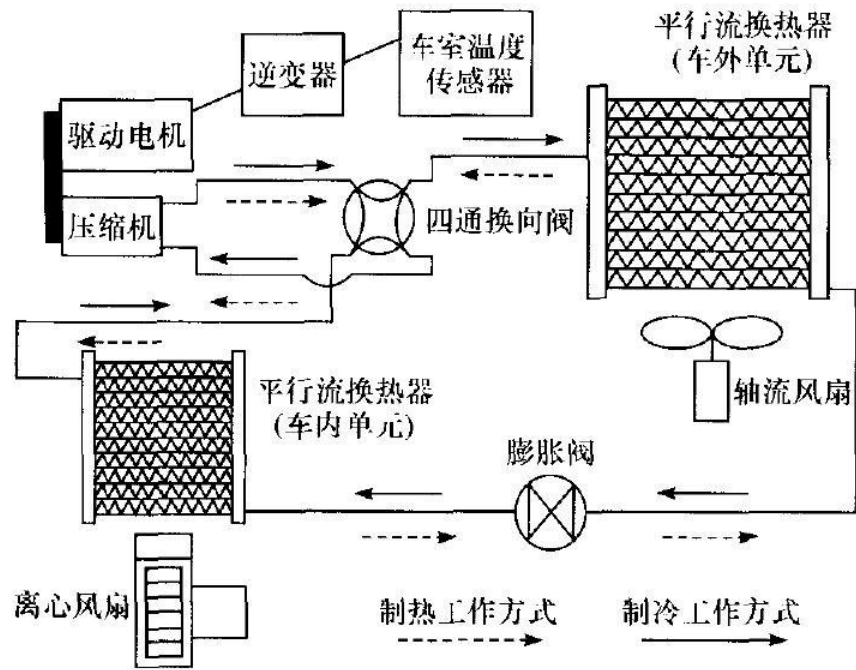 平行流换热器
(车外单元)
车室温度
传感器
逆变器
驱动电机
压缩机
四通换向阀
轴流风扇
平行流换热器
(车内单元)
膨胀阀
离心风扇
制热工作方式
制冷工作方式